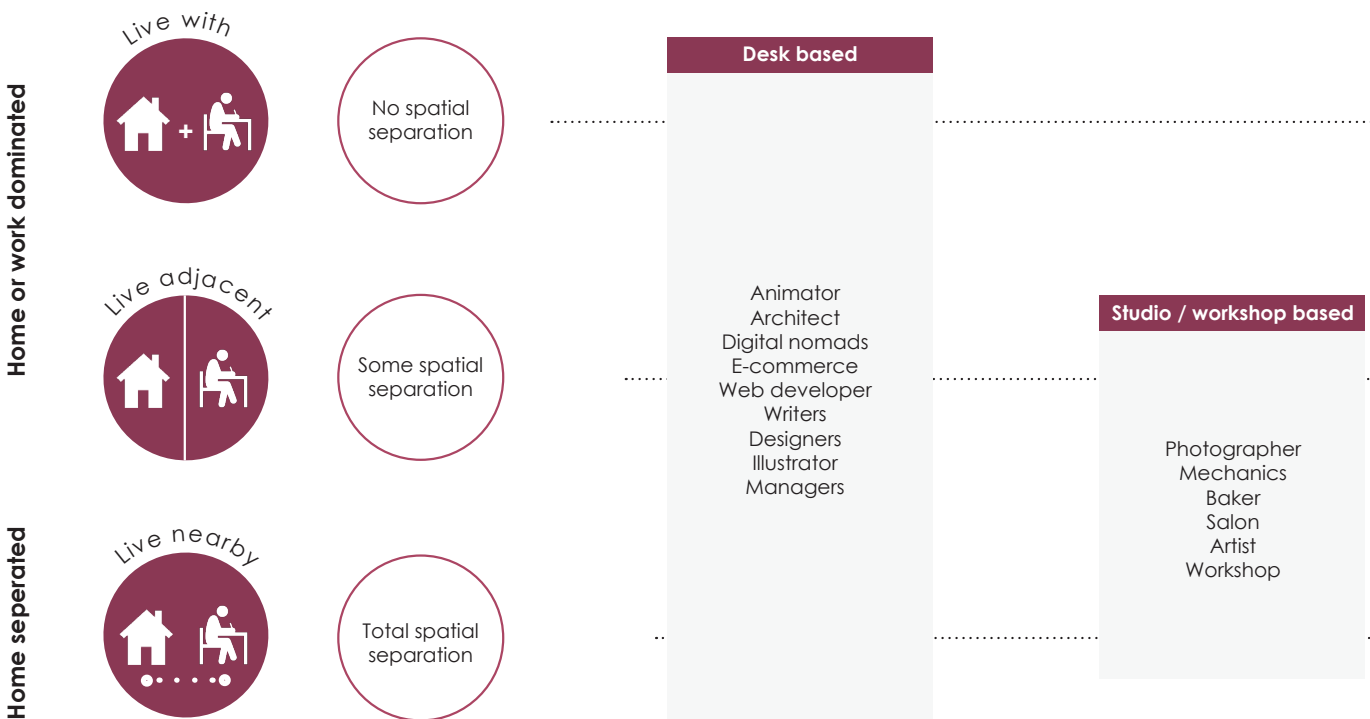 Home or work dominated
Live with
+
No spatial
separation
Desk based
Live adjacent
Some spatial
separation
Animator
Architect
Digital nomads
E-commerce
Web developer
Writers
Designers
Illustrator
Managers
Studio / workshop based
Photographer
Mechanics
Baker
Salon
Artist
Workshop
Home seperated
Live nearby
Total spatial
separation